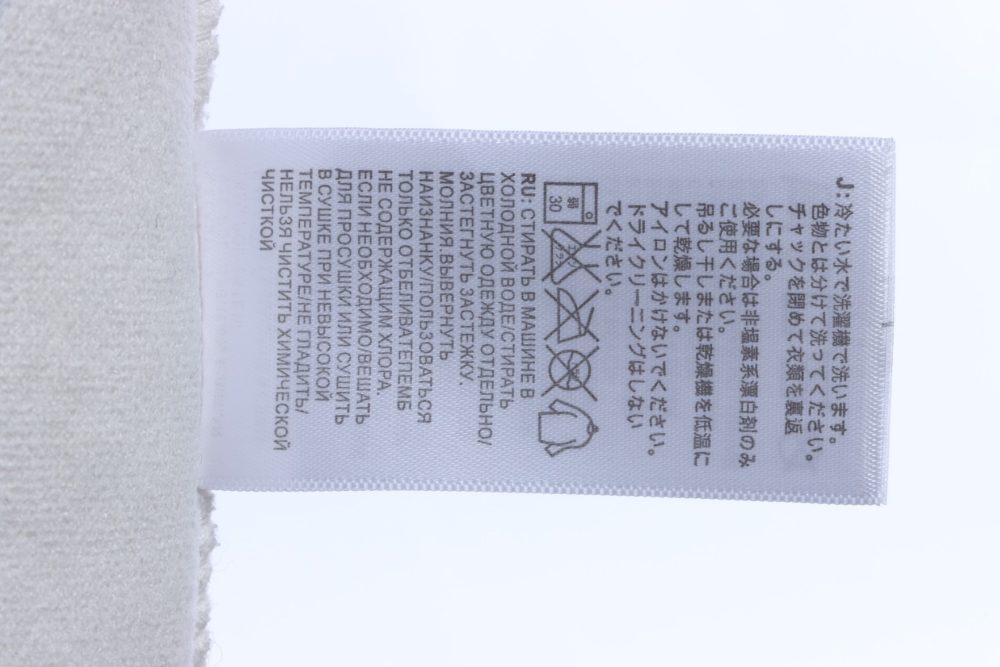 J: 冷たい水で洗濯機で洗います。
色物とは分けて洗ってください。
チャックを閉めて衣類を裏返
しにする。
必要な場合は非塩素系漂白剤のみ
ご使用ください。
吊るし干しまたは乾燥機を低温に
して乾燥します。
アイロンはかけないでください。
ドライクリーニングはしない
でください。
弱
30
RU: СТИРАТЬ В МАШИНЕ В
ХОЛОДНОЙ ВОДЕ/СТИРАТЬ
ЦВЕТНУЮ ОДЕЖДУ ОТДЕЛЬНО/
ЗАСТЕГНУТЬ ЗАСТЕЖКУ.
МОЛНИЯ.ВЫВЕРНУТЬ
НАИЗНАНКУ/ПОЛЬЗОВАТЬСЯ
ТОЛЬКО ОТБЕЛИВАТЕПЕМБ
НЕ СОДЕРЖАЩИМ ХЛОРА.
ЕСЛИ НЕОБХОДИМО/ВЕШАТЬ
ДЛЯ ПРОСУШКИ ИЛИ СУШИТЬ
В СУШКЕ ПРИ НЕВЫСОКОЙ
ТЕМПЕРАТУРЕ/НЕ ГЛАДИТЬ/
НЕЛЬЗЯ ЧИСТИТЬ ХИМИЧЕСКОЙ
ЧИСТКОЙ